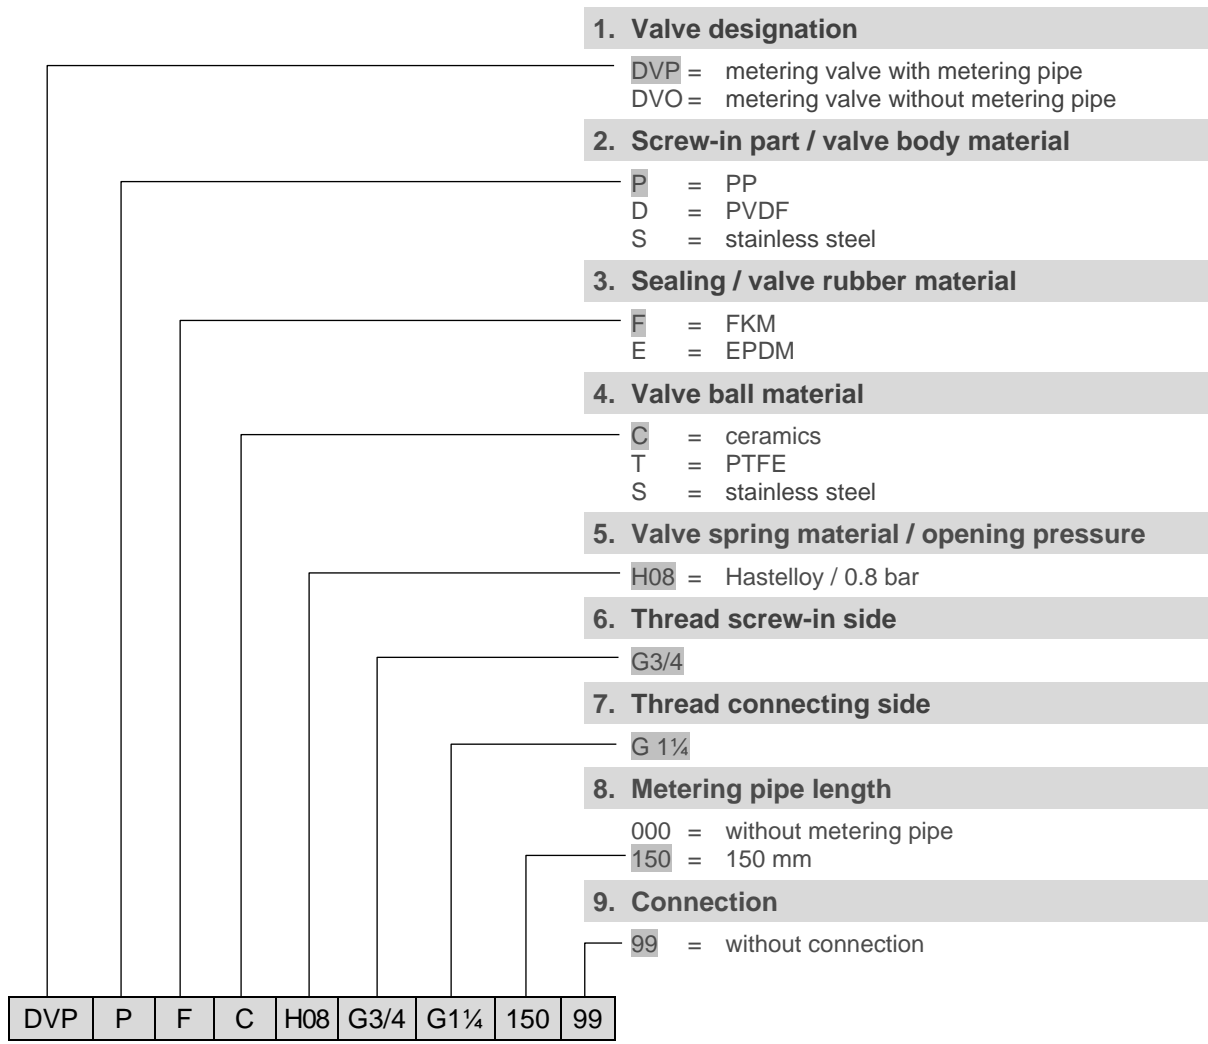 1. Valve designation
DVP = metering valve with metering pipe
DVO = metering valve without metering pipe
2. Screw-in part / valve body material
P = PP
D = PVDF
S = stainless steel
3. Sealing / valve rubber material
F = FKM
E = EPDM
4. Valve ball material
C = ceramics
T = PTFE
S = stainless steel
5. Valve spring material / opening pressure
H08 = Hastelloy / 0.8 bar
6. Thread screw-in side
G3/4
7. Thread connecting side
G 1¼
8. Metering pipe length
000 = without metering pipe
150 = 150 mm
9. Connection
99 = without connection
DVP P F C H08 G3/4 G1¼ 150 99